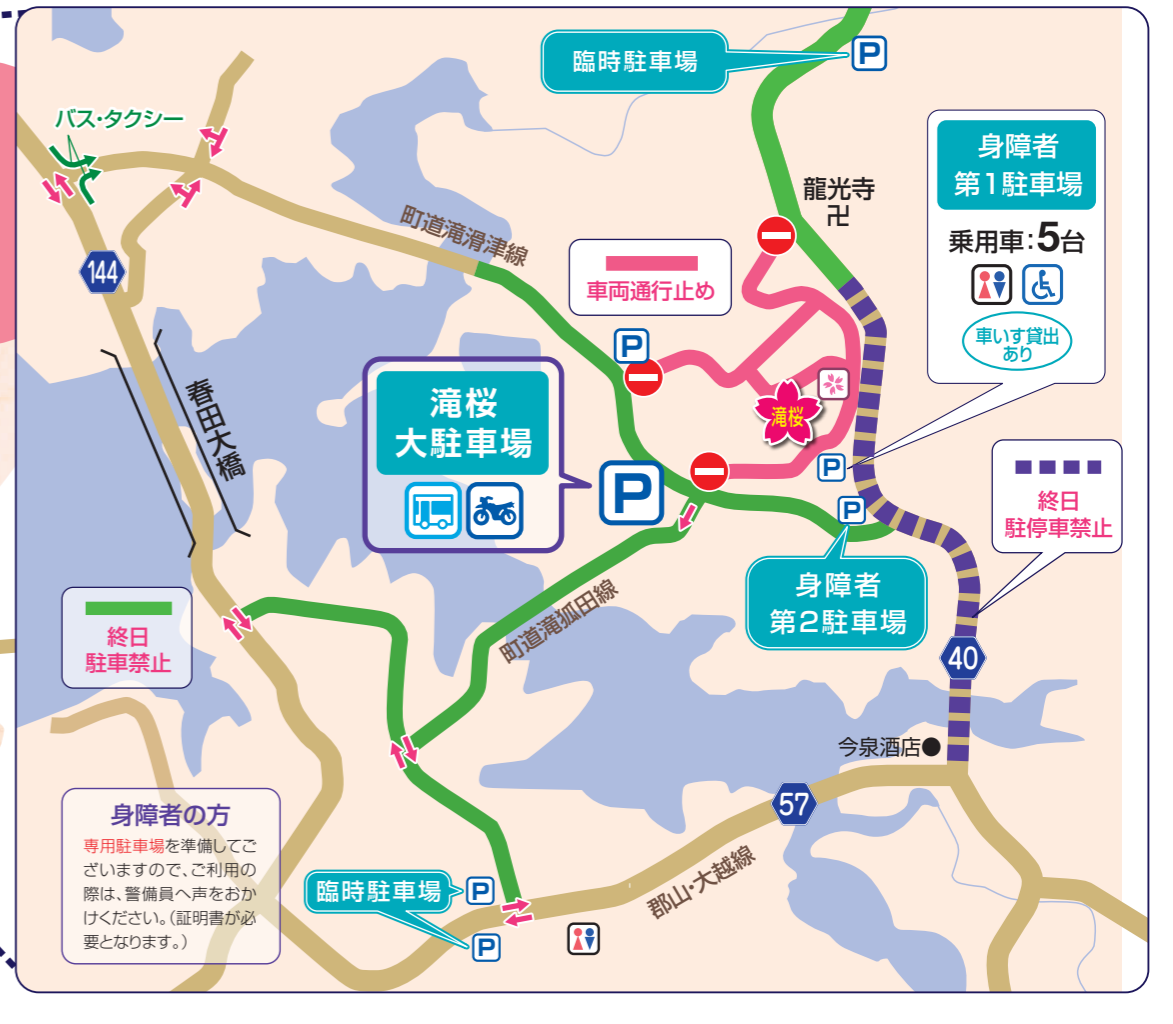 臨時駐車場
P
バス・タクシー
身障者
第1駐車場
乗用車:5台
車いす貸出
あり
龍光寺
卍
町道滝滑津線
144
車両通行止め
P
春田大橋
滝桜
大駐車場
P
滝桜
P
P
終日
駐停車禁止
身障者
第2駐車場
町道滝狐田線
終日
駐車禁止
40
今泉酒店●
57
身障者の方
専用駐車場を準備してご
ざいますので、ご利用の
際は、警備員へ声をおか
けください。（証明書が必
要となります。）
臨時駐車場
P
P
郡山・大越線